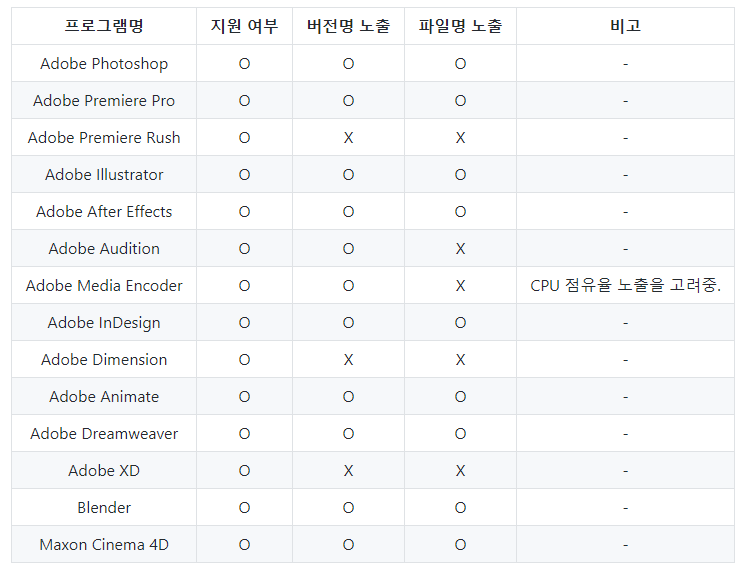 프로그램명 지원 여부 버전명 노출 파일명 노출 비고
Adobe Photoshop O O O -
Adobe Premiere Pro O O O -
Adobe Premiere Rush O X X -
Adobe Illustrator O O O -
Adobe After Effects O O O -
Adobe Audition O O X -
Adobe Media Encoder O O X CPU 점유율 노출을 고려중.
Adobe InDesign O O O -
Adobe Dimension O X X -
Adobe Animate O O O -
Adobe Dreamweaver O O O -
Adobe XD O X X -
Blender O O O -
Maxon Cinema 4D O O O -